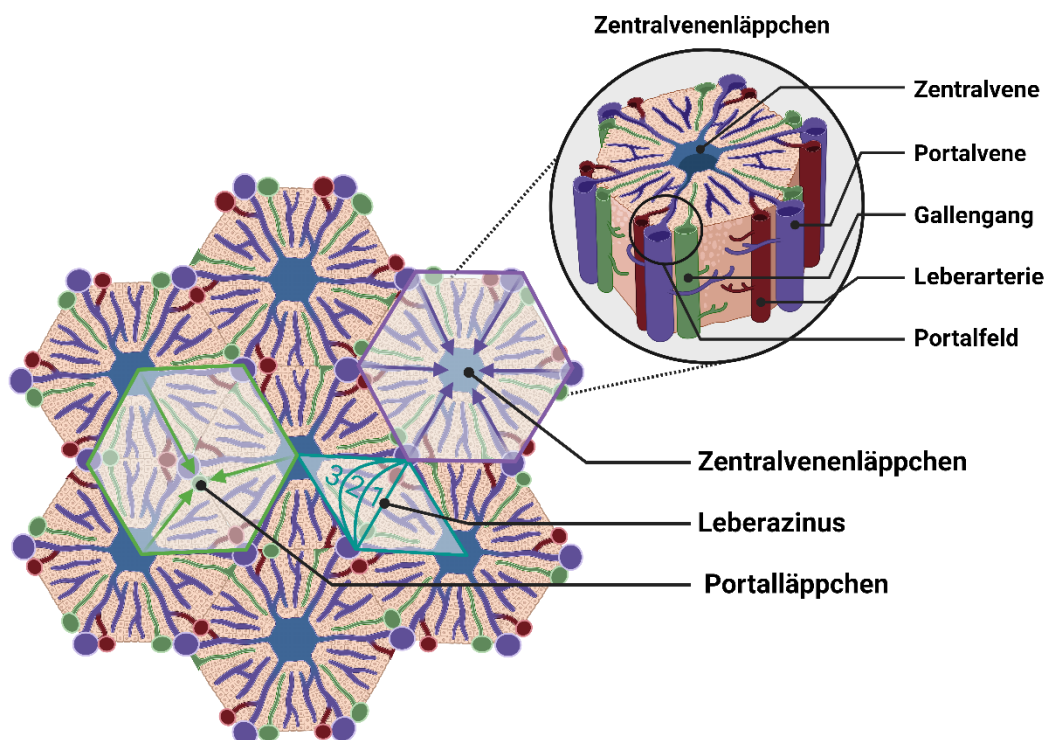 Zentralvenenläppchen
Zentralvene
Portalvene
Gallengang
Leberarterie
Portalfeld
Zentralvenenläppchen
3 2 1
Leberazinus
Portalläppchen